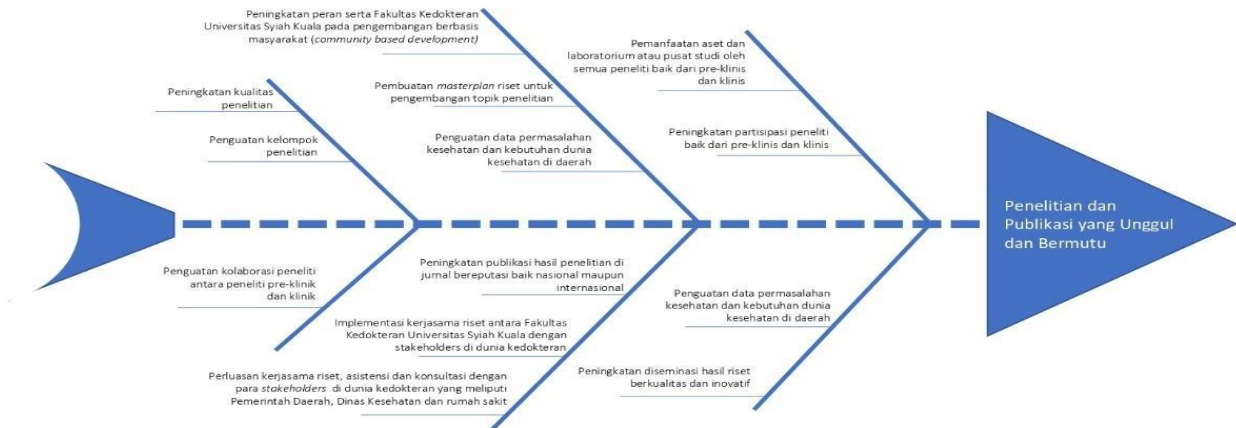 Peningkatan peran serta Fakultas Kedokteran
Universitas Syiah Kuala pada pengembangan berbasis
masyarakat (community based development)
Pembuatan masterplan riset untuk
pengembangan topik penelitian
Penguatan data permasalahan
kesehatan dan kebutuhan dunia
kesehatan di daerah
Peningkatan kualitas
penelitian
Penguatan kelompok
penelitian
Pemanfaatan aset dan
laboratorium atau pusat studi oleh
semua peneliti baik dari pre-klinis
dan klinis
Peningkatan partisipasi peneliti
baik dari pre-klinis dan klinis
Penelitian dan
Publikasi yang Unggul
dan Bermutu
Penguatan kolaborasi peneliti
antara peneliti pre-klinik
dan klinik
Peningkatan publikasi hasil penelitian di
jurnal bereputasi baik nasional maupun
internasional
Implementasi kerjasama riset antara Fakultas
Kedokteran Universitas Syiah Kuala dengan
stakeholders di dunia kedokteran
Perluasan kerjasama riset, asistensi dan konsultasi dengan
para stakeholders di dunia kedokteran yang meliputi
Pemerintah Daerah, Dinas Kesehatan dan rumah sakit
Penguatan data permasalahan
kesehatan dan kebutuhan dunia
kesehatan di daerah
Peningkatan diseminasi hasil riset
berkualitas dan inovatif